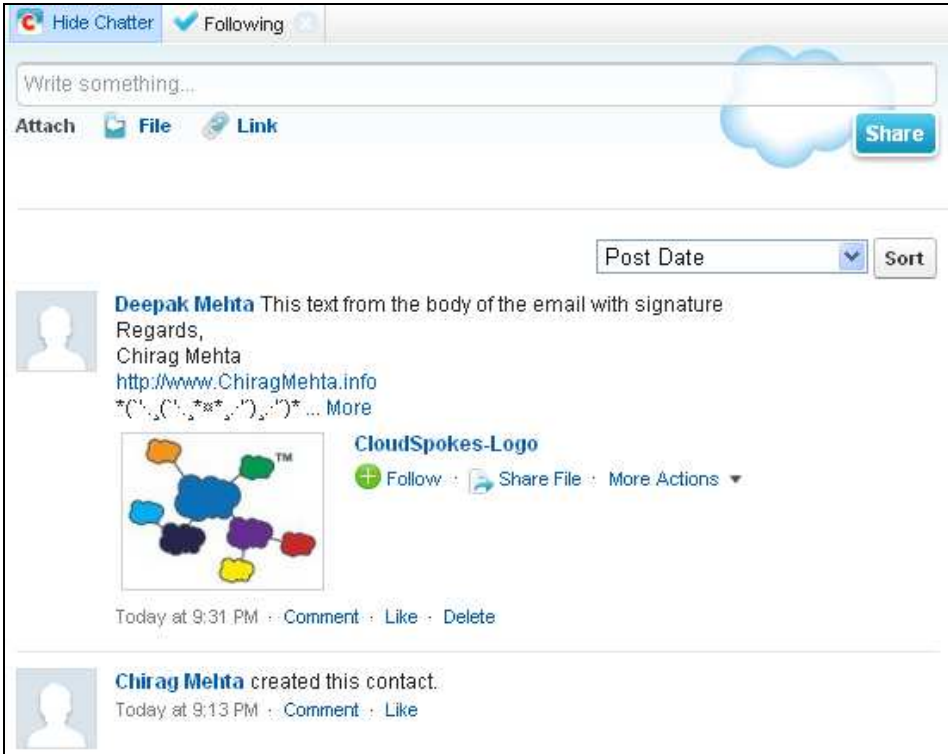 Hide Chatter Following
Write something...
Attach File Link
Share
Post Date Sort
Deepak Mehta This text from the body of the email with signature
Regards,
Chirag Mehta
http://www.ChiragMehta.info
... More
TM
CloudSpokes-Logo
Follow · Share File · More Actions
Today at 9:31 PM · Comment · Like · Delete
Chirag Mehta created this contact.
Today at 9:13 PM · Comment · Like